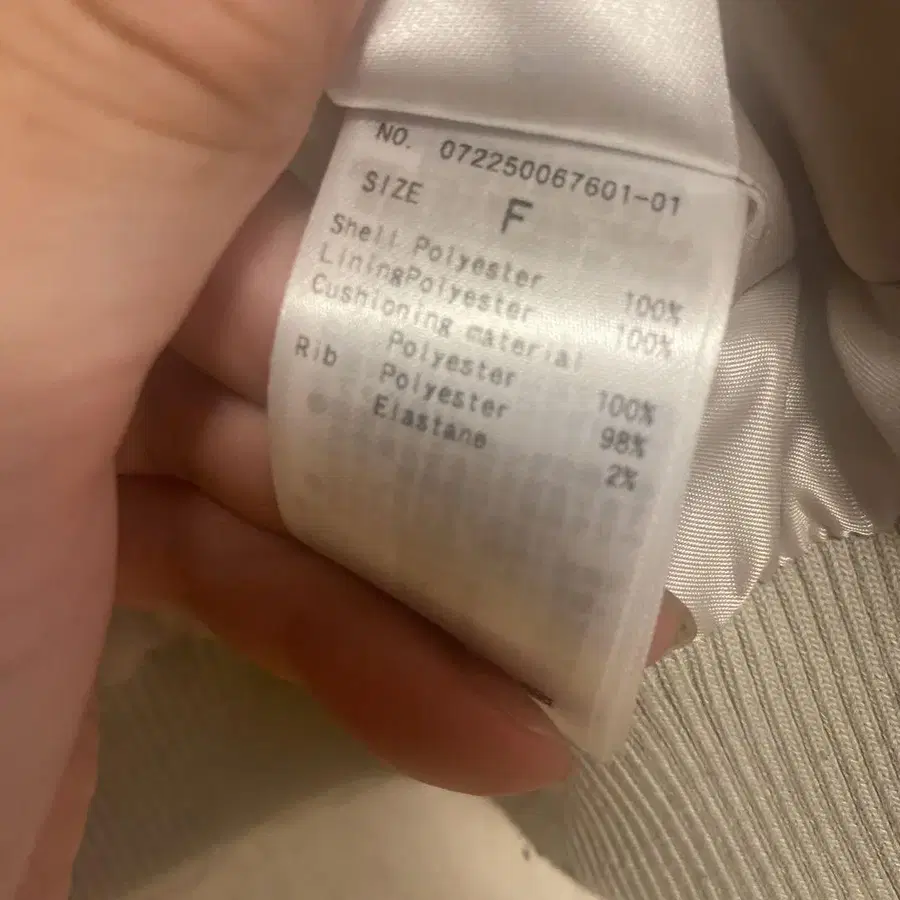 NO. 072250067601-01
SIZE F
Shell Polyester 100%
LiningPolyester 100%
Cushioning material
Polyester 100%
Rib Polyester 98%
Elastane 2%